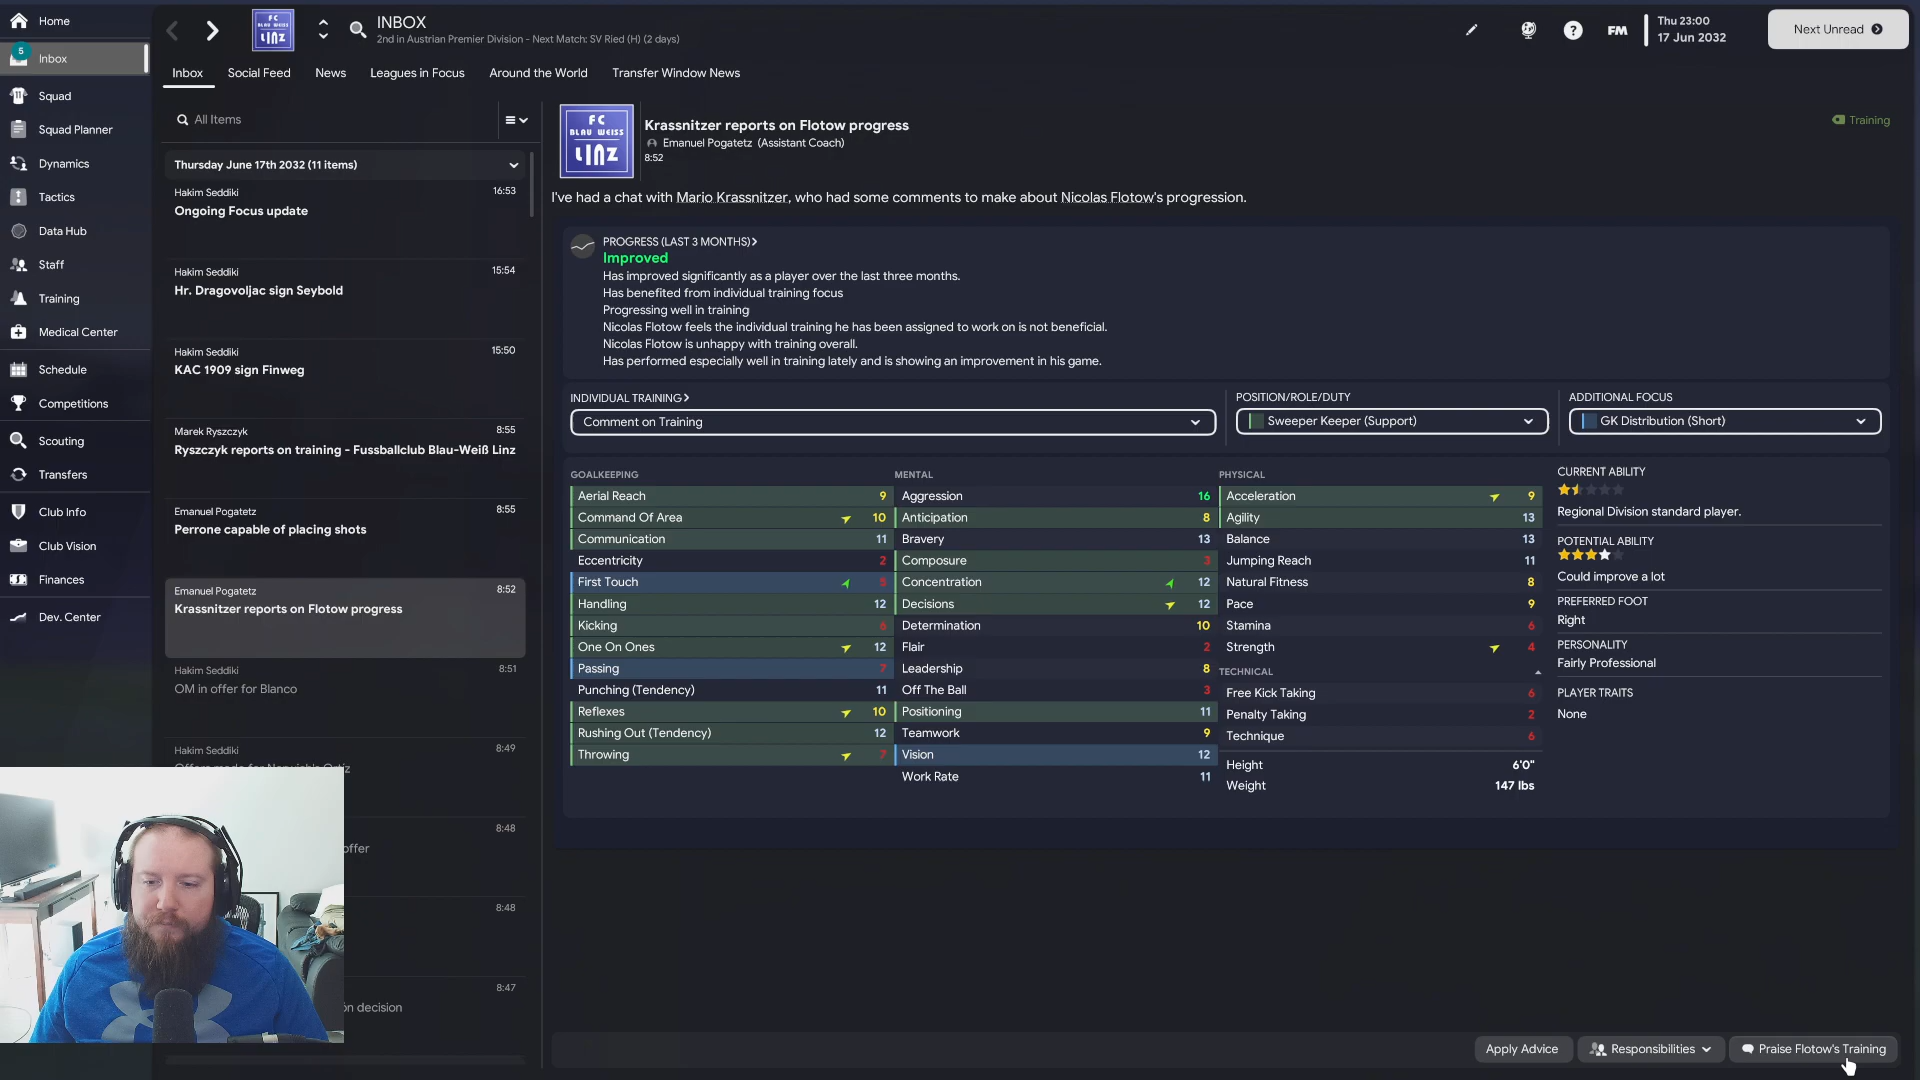 Home
5
Inbox
Squad
Squad Planner
Dynamics
Tactics
Data Hub
Staff
Training
Medical Center
Schedule
Competitions
Scouting
Transfers
Club Info
Club Vision
Finances
Dev. Center
FC
BLAU WEISS
LINZ
INBOX
2nd in Austrian Premier Division - Next Match: SV Ried (H) (2 days)
?
FM
Thu 23:00
17 Jun 2032
Next Unread
Inbox
Social Feed
News
Leagues in Focus
Around the World
Transfer Window News
All Items
Thursday June 17th 2032 (11 items)
Hakim Seddiki 16:53
Ongoing Focus update
Hakim Seddiki 15:54
Hr. Dragovoljac sign Seybold
Hakim Seddiki 15:50
KAC 1909 sign Finweg
Marek Ryszczyk 8:55
Ryszczyk reports on training - Fussballclub Blau-Weiß Linz
Emanuel Pogatetz 8:55
Perrone capable of placing shots
Emanuel Pogatetz 8:52
Krassnitzer reports on Flotow progress
Hakim Seddiki 8:51
OM in offer for Blanco
Hakim Seddiki 8:49
8:48
offer
8:48
8:47
decision
FC
BLAU WEISS
LINZ
Krassnitzer reports on Flotow progress
Emanuel Pogatetz (Assistant Coach)
8:52
Training
I've had a chat with Mario Krassnitzer, who had some comments to make about Nicolas Flotow's progression.
PROGRESS (LAST 3 MONTHS)
Improved
Has improved significantly as a player over the last three months.
Has benefited from individual training focus
Progressing well in training
Nicolas Flotow feels the individual training he has been assigned to work on is not beneficial.
Nicolas Flotow is unhappy with training overall.
Has performed especially well in training lately and is showing an improvement in his game.
INDIVIDUAL TRAINING
Comment on Training
POSITION/ROLE/DUTY
Sweeper Keeper (Support)
ADDITIONAL FOCUS
GK Distribution (Short)
GOALKEEPING
Aerial Reach 9
Command Of Area 10
Communication 11
Eccentricity 2
First Touch 5
Handling 12
Kicking 6
One On Ones 12
Passing 7
Punching (Tendency) 11
Reflexes 10
Rushing Out (Tendency) 12
Throwing 7
MENTAL
Aggression 16
Anticipation 8
Bravery 13
Composure 3
Concentration 12
Decisions 12
Determination 10
Flair 2
Leadership 8
Off The Ball 3
Positioning 11
Teamwork 9
Vision 12
Work Rate 11
PHYSICAL
Acceleration 9
Agility 13
Balance 13
Jumping Reach 11
Natural Fitness 8
Pace 9
Stamina 6
Strength 4
TECHNICAL
Free Kick Taking 6
Penalty Taking 2
Technique 6
Height 6'0"
Weight 147 lbs
CURRENT ABILITY
Regional Division standard player.
POTENTIAL ABILITY
Could improve a lot
PREFERRED FOOT
Right
PERSONALITY
Fairly Professional
PLAYER TRAITS
None
Apply Advice
Responsibilities
Praise Flotow's Training